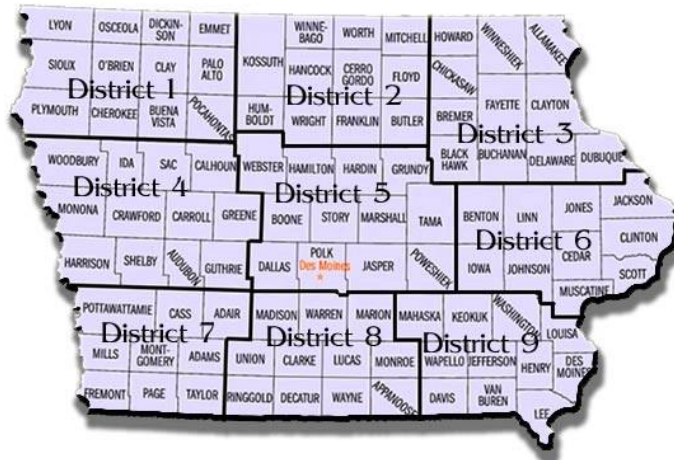 LYON OSCEOLA DICKIN-
SON EMMET
SIOUX O'BRIEN CLAY PALO
ALTO
District 1
PLYMOUTH CHEROKEE BUENA
VISTA POCAHONTAS
KOSSUTH WINNE-
BAGO WORTH MITCHELL
HANCOCK CERRO
GORDO FLOYD
District 2
HUM-
BOLDT WRIGHT FRANKLIN BUTLER
HOWARD WINNESHIEK ALLAMAKEE
CHICKASAW
FAYETTE CLAYTON
BREMER
District 3
BLACK
HAWK BUCHANAN DELAWARE DUBUQUE
WOODBURY IDA SAC CALHOUN
District 4
MONONA CRAWFORD CARROLL GREENE
HARRISON SHELBY AUDUBON GUTHRIE
WEBSTER HAMILTON HARDIN GRUNDY
District 5
BOONE STORY MARSHALL TAMA
POLK
Des Moines
DALLAS JASPER POWESHIEK
BENTON LINN JONES JACKSON
CLINTON
District 6
CEDAR
IOWA JOHNSON SCOTT
MUSCATINE
POTTAWATTAMIE CASS ADAIR
District 7
MILLS MONT-
GOMERY ADAMS
FREMONT PAGE TAYLOR
MADISON WARREN MARION
District 8
UNION CLARKE LUCAS MONROE
RINGGOLD DECATUR WAYNE APPANOOSE
MAHASKA KEOKUK WASHINGTON LOUISA
District 9
WAPELLO JEFFERSON HENRY DES
MOINES
DAVIS VAN
BUREN
LEE